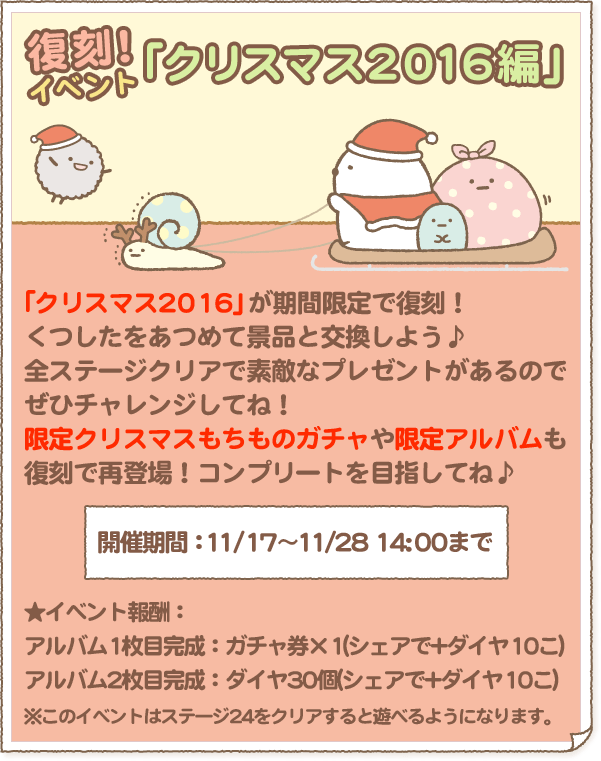 復刻!
イベント「クリスマス2016編」
「クリスマス2016」が期間限定で復刻！
くつしたをあつめて景品と交換しよう♪
全ステージクリアで素敵なプレゼントがあるので
ぜひチャレンジしてね！
限定クリスマスもちものガチャや限定アルバムも
復刻で再登場！コンプリートを目指してね♪
開催期間：11/17～11/28 14:00まで
★イベント報酬：
アルバム1枚目完成：ガチャ券×1(シェアで+ダイヤ10こ)
アルバム2枚目完成：ダイヤ30個(シェアで+ダイヤ10こ)
※このイベントはステージ24をクリアすると遊べるようになります。